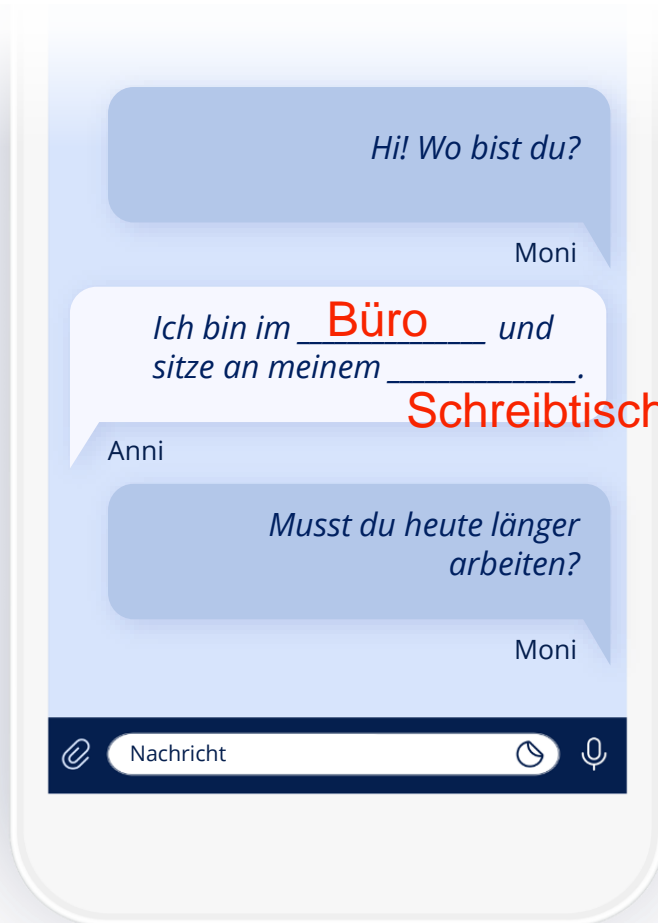 Hi! Wo bist du?
Moni
Ich bin im Büro und
sitze an meinem ______________.
Schreibtisch
Anni
Musst du heute länger
arbeiten?
Moni
Nachricht